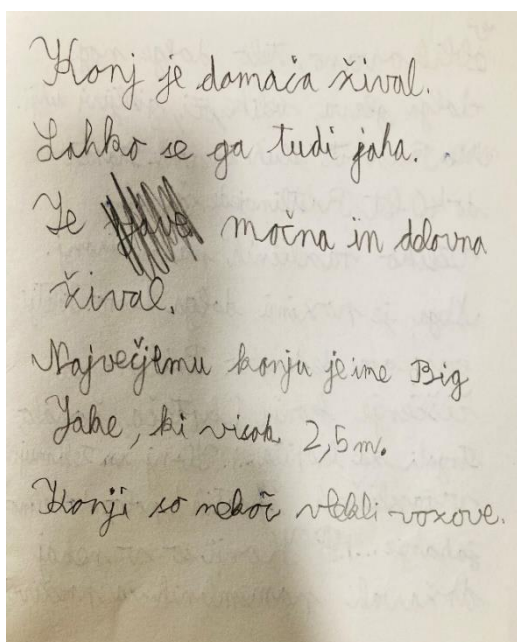 Konj je domača žival.
Lahko se ga tudi jaha.
Je močna in delovna
žival.
Največjemu konju je ime Big
Jake, ki visok 2,5 m.
Konji so nekoč vlekli vozove.